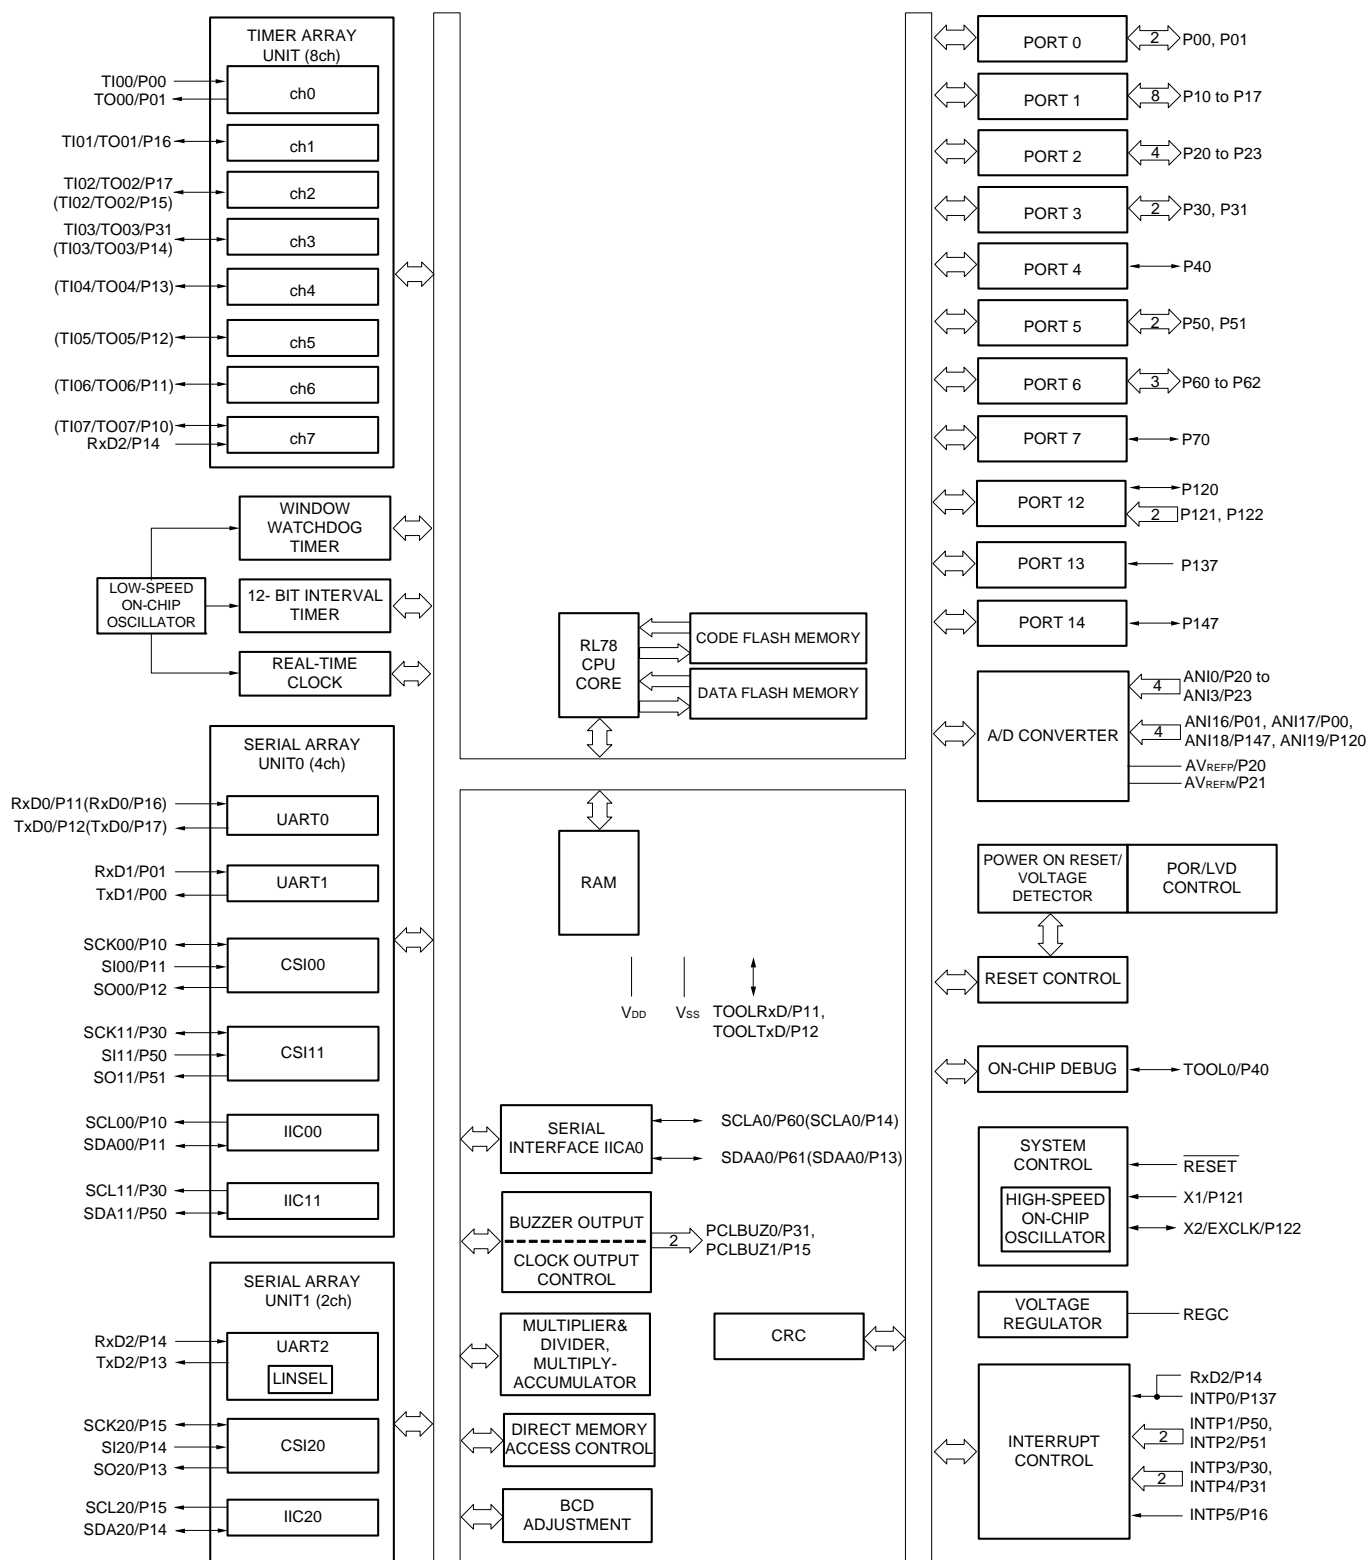 TIMER ARRAY
UNIT (8ch)
TI00/P00
TO00/P01
ch0
TI01/TO01/P16
ch1
TI02/TO02/P17
(TI02/TO02/P15)
ch2
TI03/TO03/P31
(TI03/TO03/P14)
ch3
(TI04/TO04/P13)
ch4
(TI05/TO05/P12)
ch5
(TI06/TO06/P11)
ch6
(TI07/TO07/P10)
RxD2/P14
ch7
WINDOW
WATCHDOG
TIMER
LOW-SPEED
ON-CHIP
OSCILLATOR
12- BIT INTERVAL
TIMER
REAL-TIME
CLOCK
SERIAL ARRAY
UNIT0 (4ch)
RxD0/P11(RxD0/P16)
TxD0/P12(TxD0/P17)
UART0
RxD1/P01
TxD1/P00
UART1
SCK00/P10
SI00/P11
SO00/P12
CSI00
SCK11/P30
SI11/P50
SO11/P51
CSI11
SCL00/P10
SDA00/P11
IIC00
SCL11/P30
SDA11/P50
IIC11
SERIAL ARRAY
UNIT1 (2ch)
RxD2/P14
TxD2/P13
UART2
LINSEL
SCK20/P15
SI20/P14
SO20/P13
CSI20
SCL20/P15
SDA20/P14
IIC20
RL78
CPU
CORE
CODE FLASH MEMORY
DATA FLASH MEMORY
RAM
VDD
VSS
TOOLRxD/P11,
TOOLTxD/P12
SERIAL
INTERFACE IICA0
SCLA0/P60(SCLA0/P14)
SDAA0/P61(SDAA0/P13)
BUZZER OUTPUT
CLOCK OUTPUT
CONTROL
2
PCLBUZ0/P31,
PCLBUZ1/P15
MULTIPLIER&
DIVIDER,
MULTIPLY-
ACCUMULATOR
CRC
DIRECT MEMORY
ACCESS CONTROL
BCD
ADJUSTMENT
PORT 0
2
P00, P01
PORT 1
8
P10 to P17
PORT 2
4
P20 to P23
PORT 3
2
P30, P31
PORT 4
P40
PORT 5
2
P50, P51
PORT 6
3
P60 to P62
PORT 7
P70
PORT 12
P120
2
P121, P122
PORT 13
P137
PORT 14
P147
A/D CONVERTER
4
ANI0/P20 to
ANI3/P23
4
ANI16/P01, ANI17/P00,
ANI18/P147, ANI19/P120
AVREFP/P20
AVREFM/P21
POWER ON RESET/
VOLTAGE
DETECTOR
POR/LVD
CONTROL
RESET CONTROL
ON-CHIP DEBUG
TOOL0/P40
SYSTEM
CONTROL
HIGH-SPEED
ON-CHIP
OSCILLATOR
RESET
X1/P121
X2/EXCLK/P122
VOLTAGE
REGULATOR
REGC
INTERRUPT
CONTROL
RxD2/P14
INTP0/P137
2
INTP1/P50,
INTP2/P51
2
INTP3/P30,
INTP4/P31
INTP5/P16